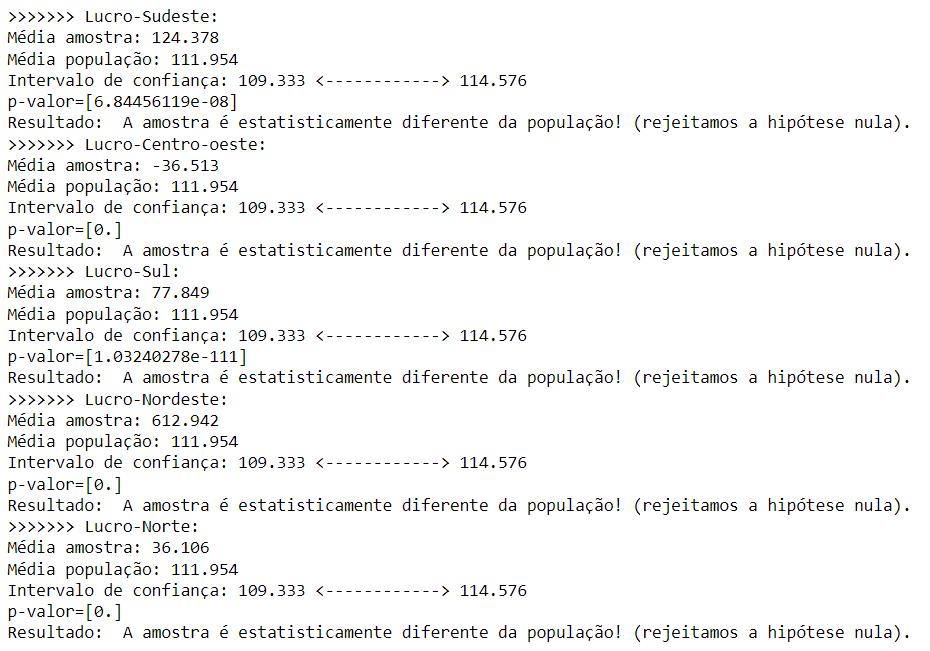 >>>>>>> Lucro-Sudeste:
Média amostra: 124.378
Média população: 111.954
Intervalo de confiança: 109.333 <------------> 114.576
p-valor=[6.84456119e-08]
Resultado:  A amostra é estatisticamente diferente da população! (rejeitamos a hipótese nula).
>>>>>>> Lucro-Centro-oeste:
Média amostra: -36.513
Média população: 111.954
Intervalo de confiança: 109.333 <------------> 114.576
p-valor=[0.]
Resultado:  A amostra é estatisticamente diferente da população! (rejeitamos a hipótese nula).
>>>>>>> Lucro-Sul:
Média amostra: 77.849
Média população: 111.954
Intervalo de confiança: 109.333 <------------> 114.576
p-valor=[1.03240278e-111]
Resultado:  A amostra é estatisticamente diferente da população! (rejeitamos a hipótese nula).
>>>>>>> Lucro-Nordeste:
Média amostra: 612.942
Média população: 111.954
Intervalo de confiança: 109.333 <------------> 114.576
p-valor=[0.]
Resultado:  A amostra é estatisticamente diferente da população! (rejeitamos a hipótese nula).
>>>>>>> Lucro-Norte:
Média amostra: 36.106
Média população: 111.954
Intervalo de confiança: 109.333 <------------> 114.576
p-valor=[0.]
Resultado:  A amostra é estatisticamente diferente da população! (rejeitamos a hipótese nula).